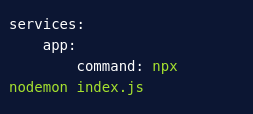 services:
    app:
        command: npx
nodemon index.js